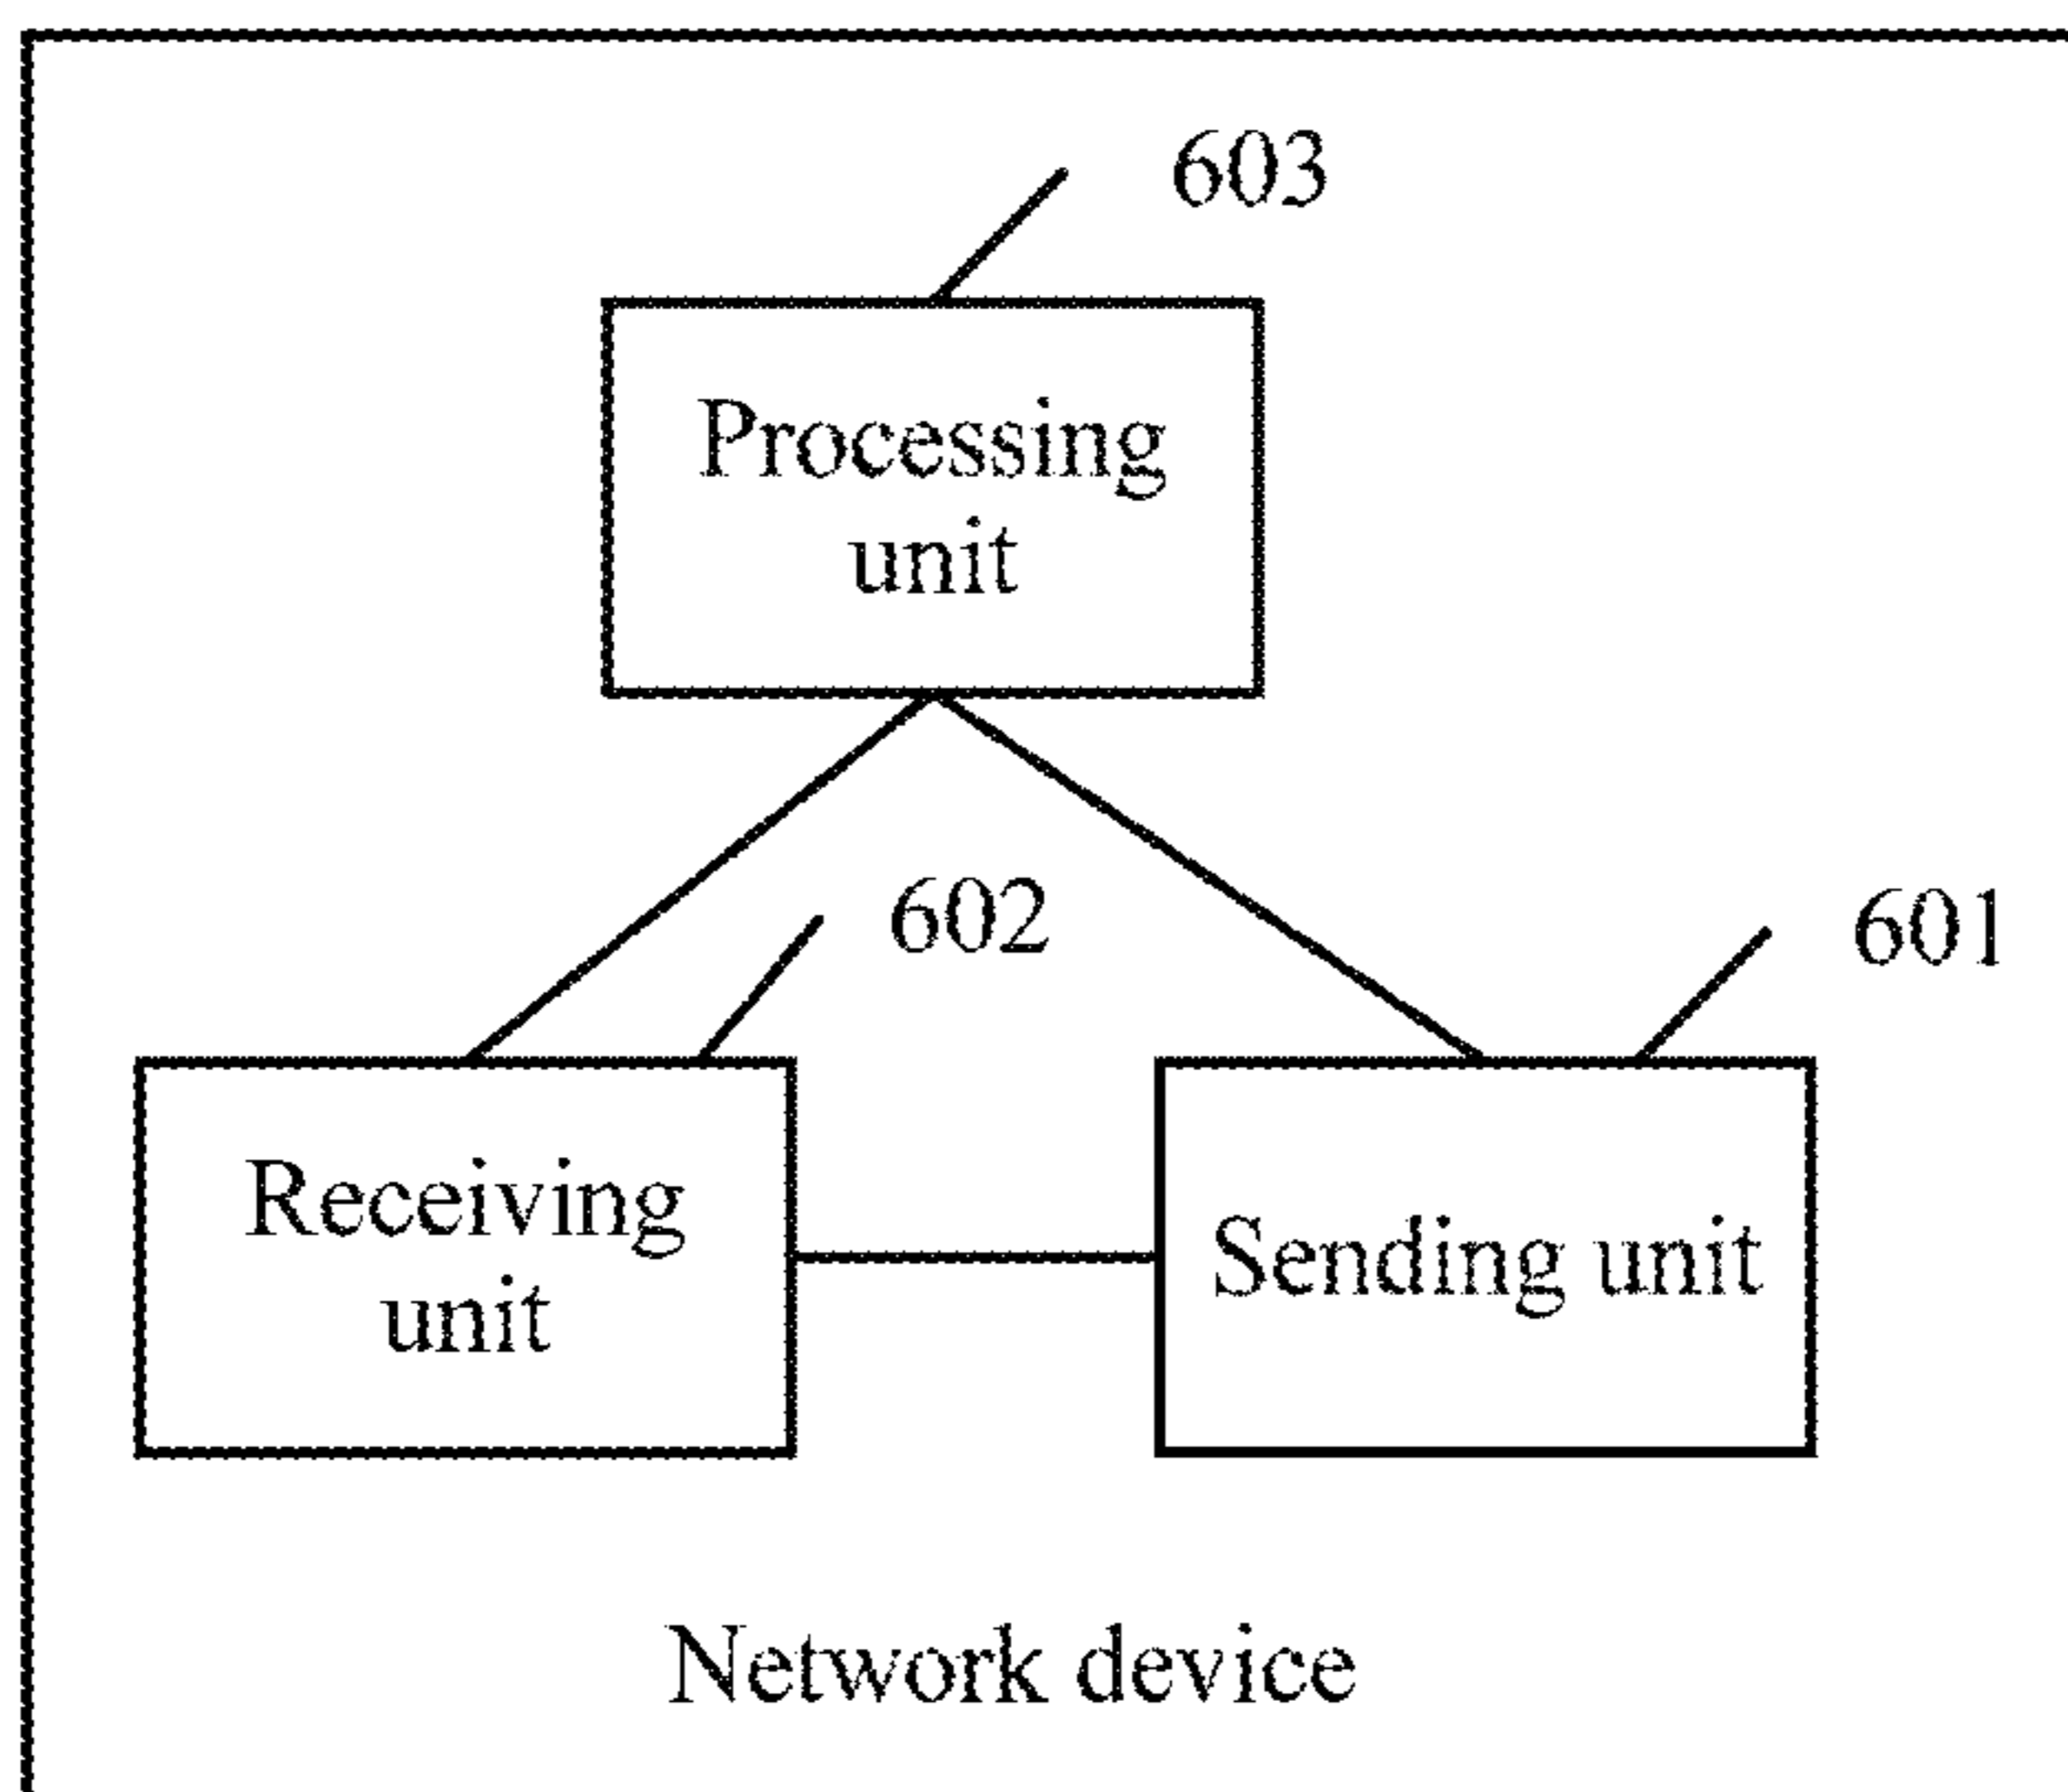 603
Processing
unit
602
601
Receiving
unit
Sending unit
Network device